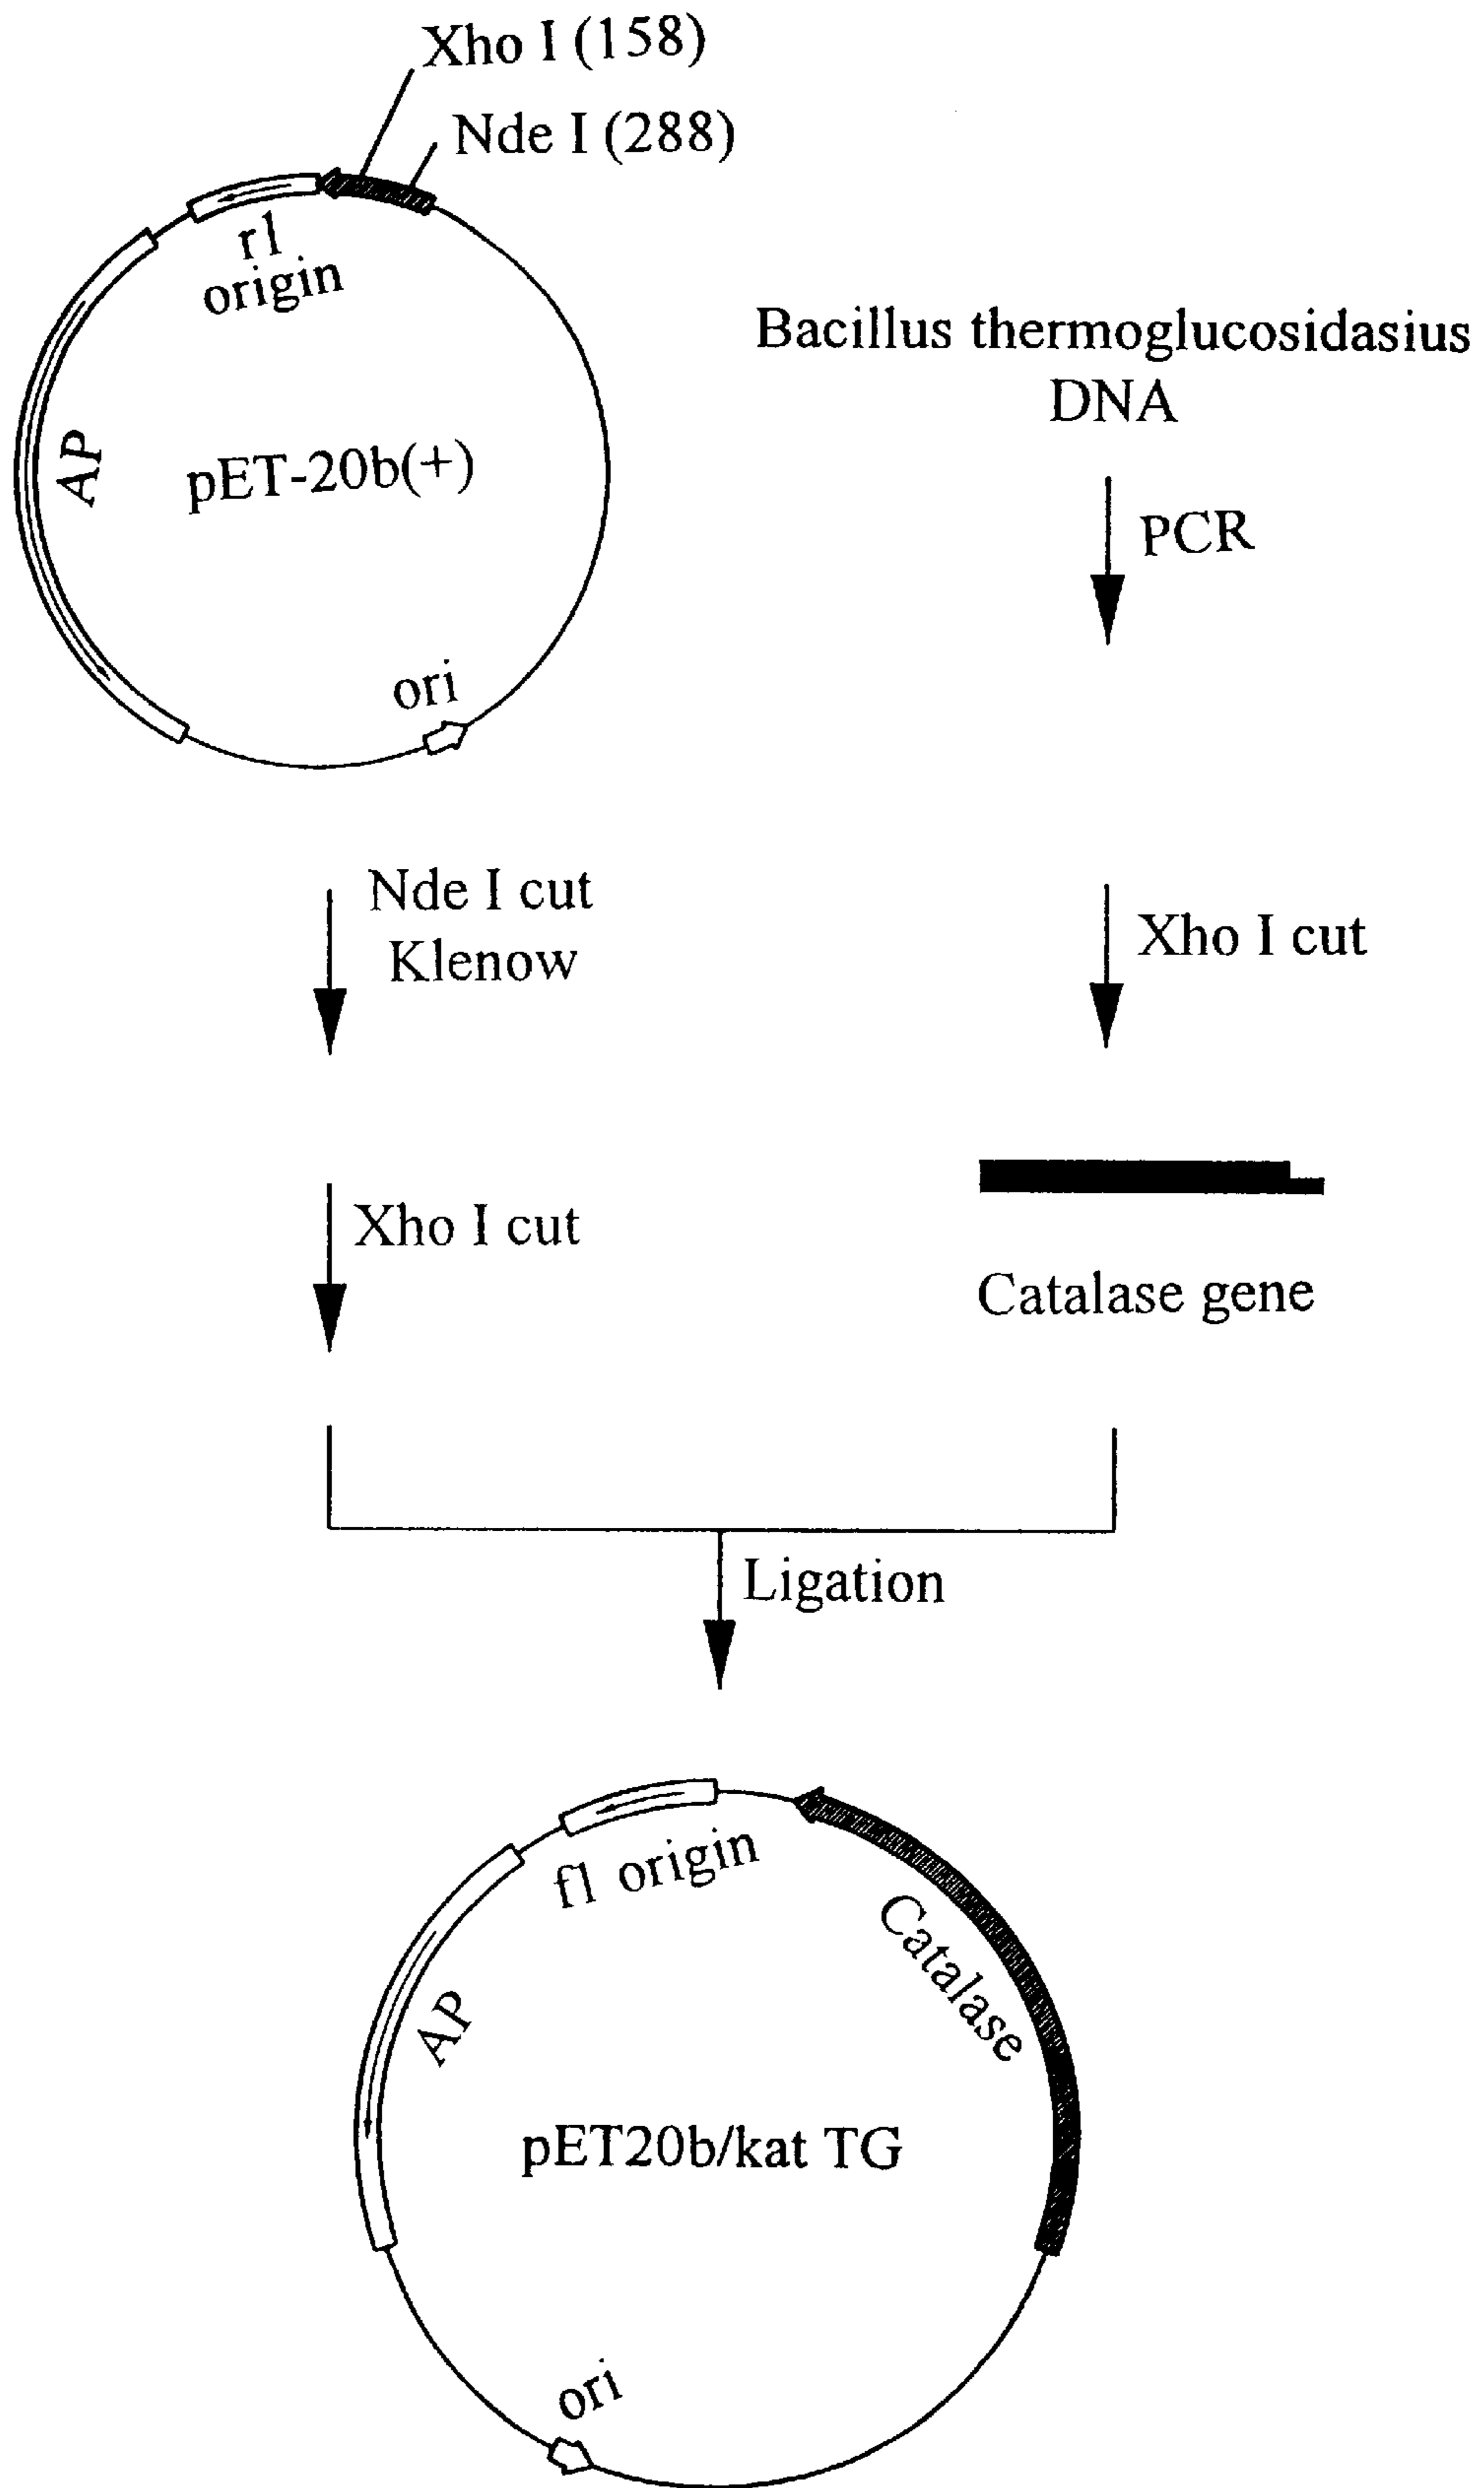 Xho I (158)
Nde I (288)
r1
origin
AP
pET-20b(+)
ori
Bacillus thermoglucosidasius
DNA
PCR
Nde I cut
Klenow
Xho I cut
Xho I cut
Catalase gene
Ligation
f1 origin
Catalase
AP
pET20b/kat TG
ori